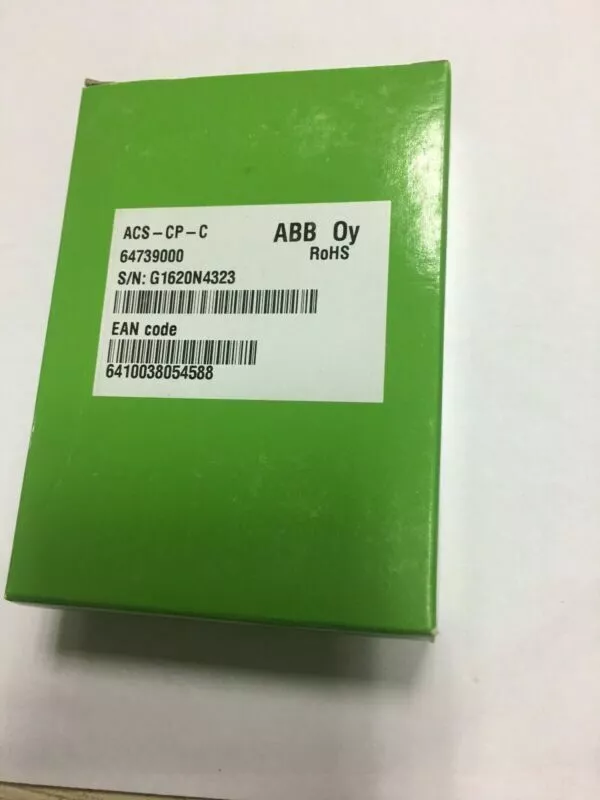 ACS-CP-C
ABB Oy
RoHS
64739000
S/N: G1620N4323
EAN code
6410038054588